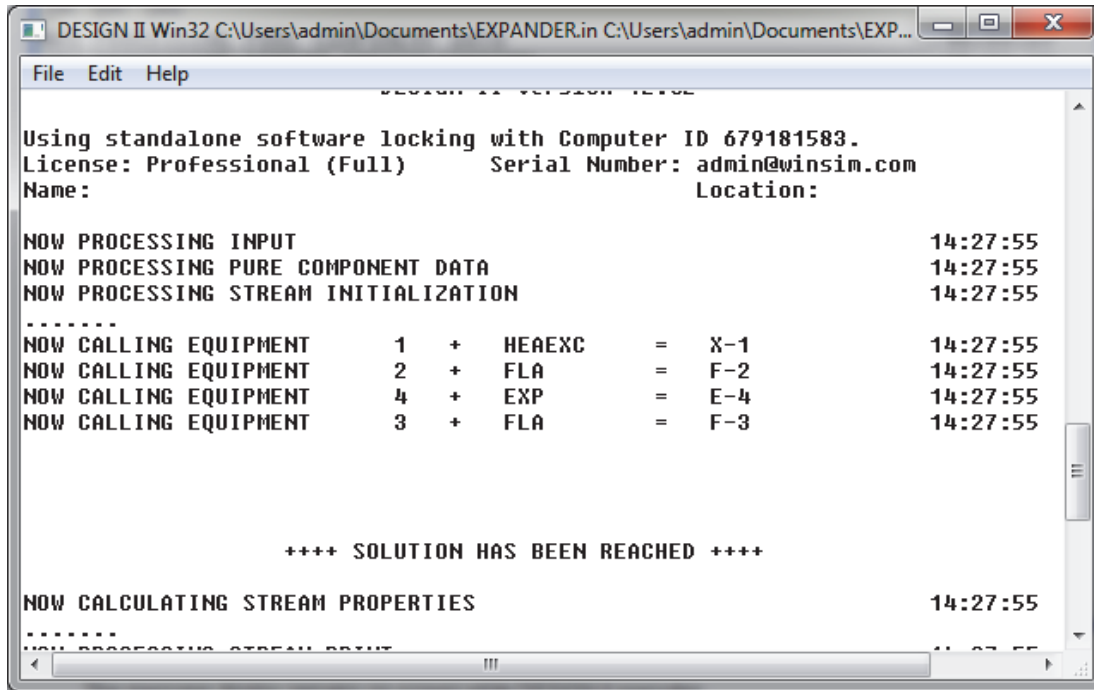 DESIGN II Win32 C:\Users\admin\Documents\EXPANDER.in C:\Users\admin\Documents\EXP...
File Edit Help
Using standalone software locking with Computer ID 679181583.
License: Professional (Full) Serial Number: admin@winsim.com
Name: Location:
NOW PROCESSING INPUT 14:27:55
NOW PROCESSING PURE COMPONENT DATA 14:27:55
NOW PROCESSING STREAM INITIALIZATION 14:27:55
.......
NOW CALLING EQUIPMENT 1 + HEAEXC = X-1 14:27:55
NOW CALLING EQUIPMENT 2 + FLA = F-2 14:27:55
NOW CALLING EQUIPMENT 4 + EXP = E-4 14:27:55
NOW CALLING EQUIPMENT 3 + FLA = F-3 14:27:55
++++ SOLUTION HAS BEEN REACHED ++++
NOW CALCULATING STREAM PROPERTIES 14:27:55
.......